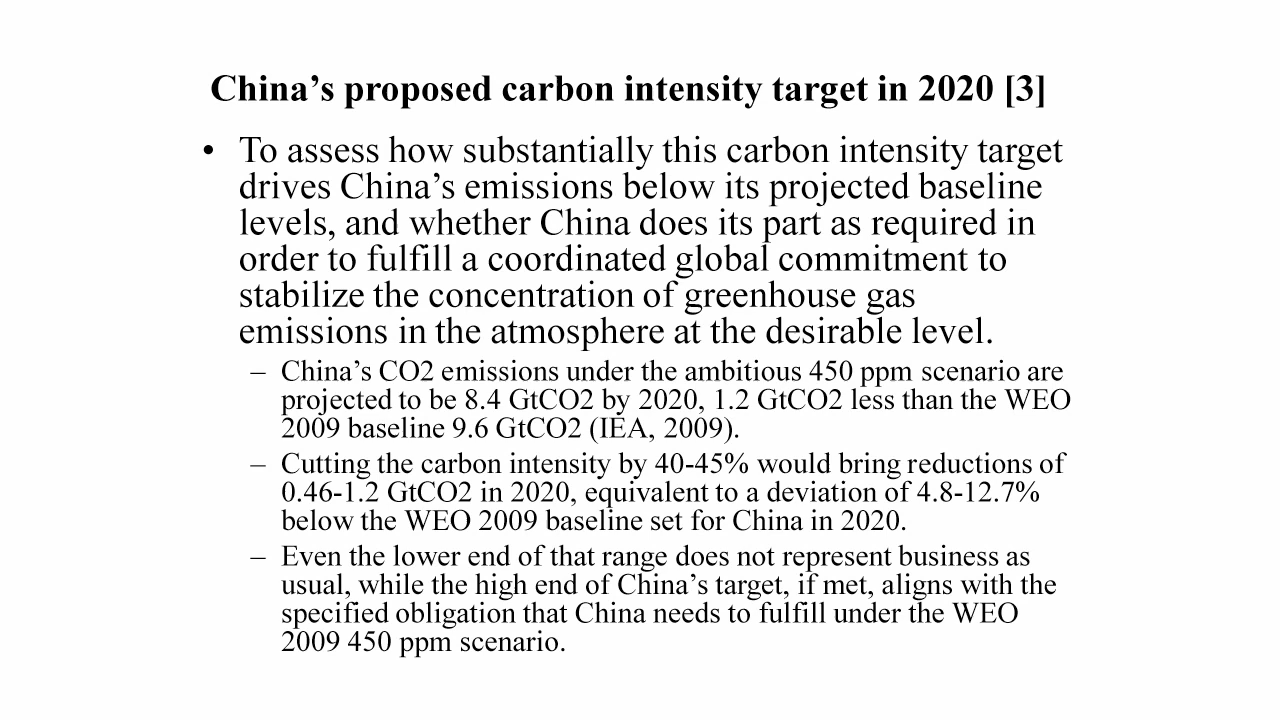 China’s proposed carbon intensity target in 2020 [3]
• To assess how substantially this carbon intensity target
drives China’s emissions below its projected baseline
levels, and whether China does its part as required in
order to fulfill a coordinated global commitment to
stabilize the concentration of greenhouse gas
emissions in the atmosphere at the desirable level.
– China’s CO2 emissions under the ambitious 450 ppm scenario are
projected to be 8.4 GtCO2 by 2020, 1.2 GtCO2 less than the WEO
2009 baseline 9.6 GtCO2 (IEA, 2009).
– Cutting the carbon intensity by 40-45% would bring reductions of
0.46-1.2 GtCO2 in 2020, equivalent to a deviation of 4.8-12.7%
below the WEO 2009 baseline set for China in 2020.
– Even the lower end of that range does not represent business as
usual, while the high end of China’s target, if met, aligns with the
specified obligation that China needs to fulfill under the WEO
2009 450 ppm scenario.